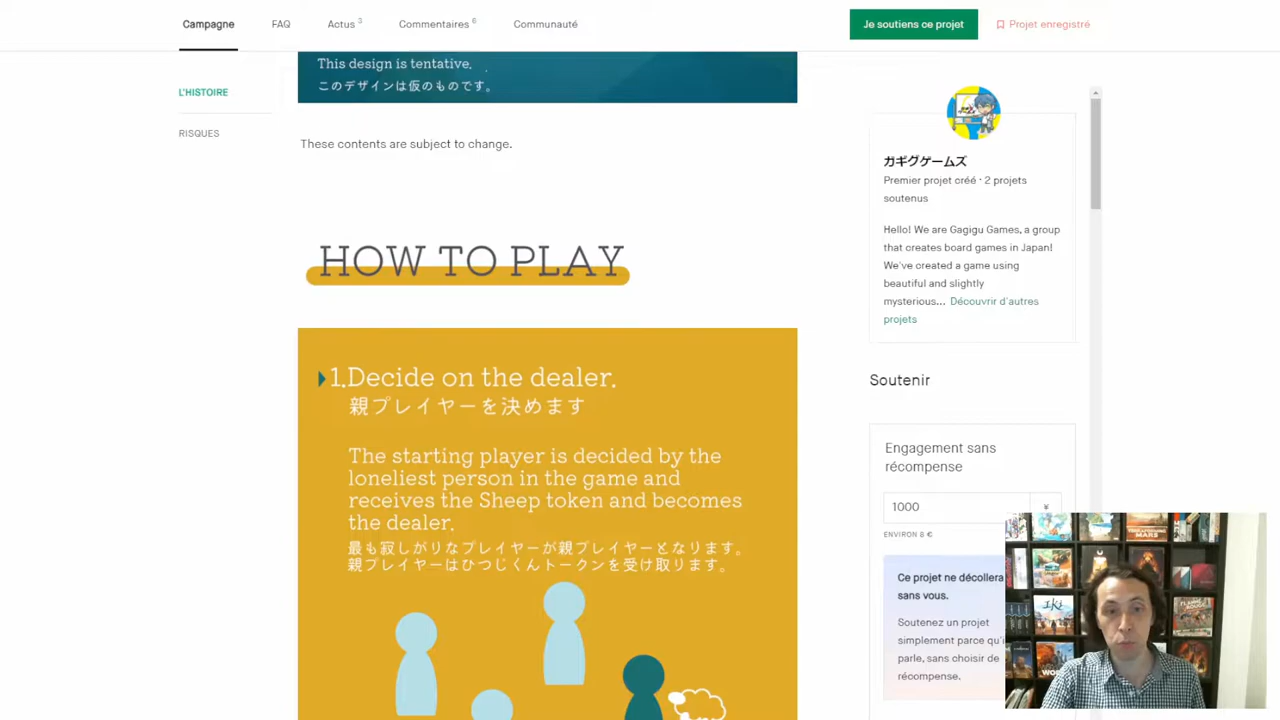 Campagne
FAQ
Actus 3
Commentaires 6
Communauté
Je soutiens ce projet
Projet enregistré
L'HISTOIRE
RISQUES
This design is tentative.
このデザインは仮のものです。
These contents are subject to change.
HOW TO PLAY
1.Decide on the dealer.
親プレイヤーを決めます
The starting player is decided by the
loneliest person in the game and
receives the Sheep token and becomes
the dealer.
最も寂しがりなプレイヤーが親プレイヤーとなります。
親プレイヤーはひつじくんトークンを受け取ります。
ガギグゲームズ
Premier projet créé · 2 projets
soutenus
Hello! We are Gagigu Games, a group
that creates board games in Japan!
We've created a game using
beautiful and slightly
mysterious... Découvrir d'autres
projets
Soutenir
Engagement sans
récompense
1000 ¥
ENVIRON 6 €
Ce projet ne décollera
sans vous.
Soutenez un projet
simplement parce qu'i
parle, sans choisir de
récompense.
MARS
iki
FLAMME
ROUGE